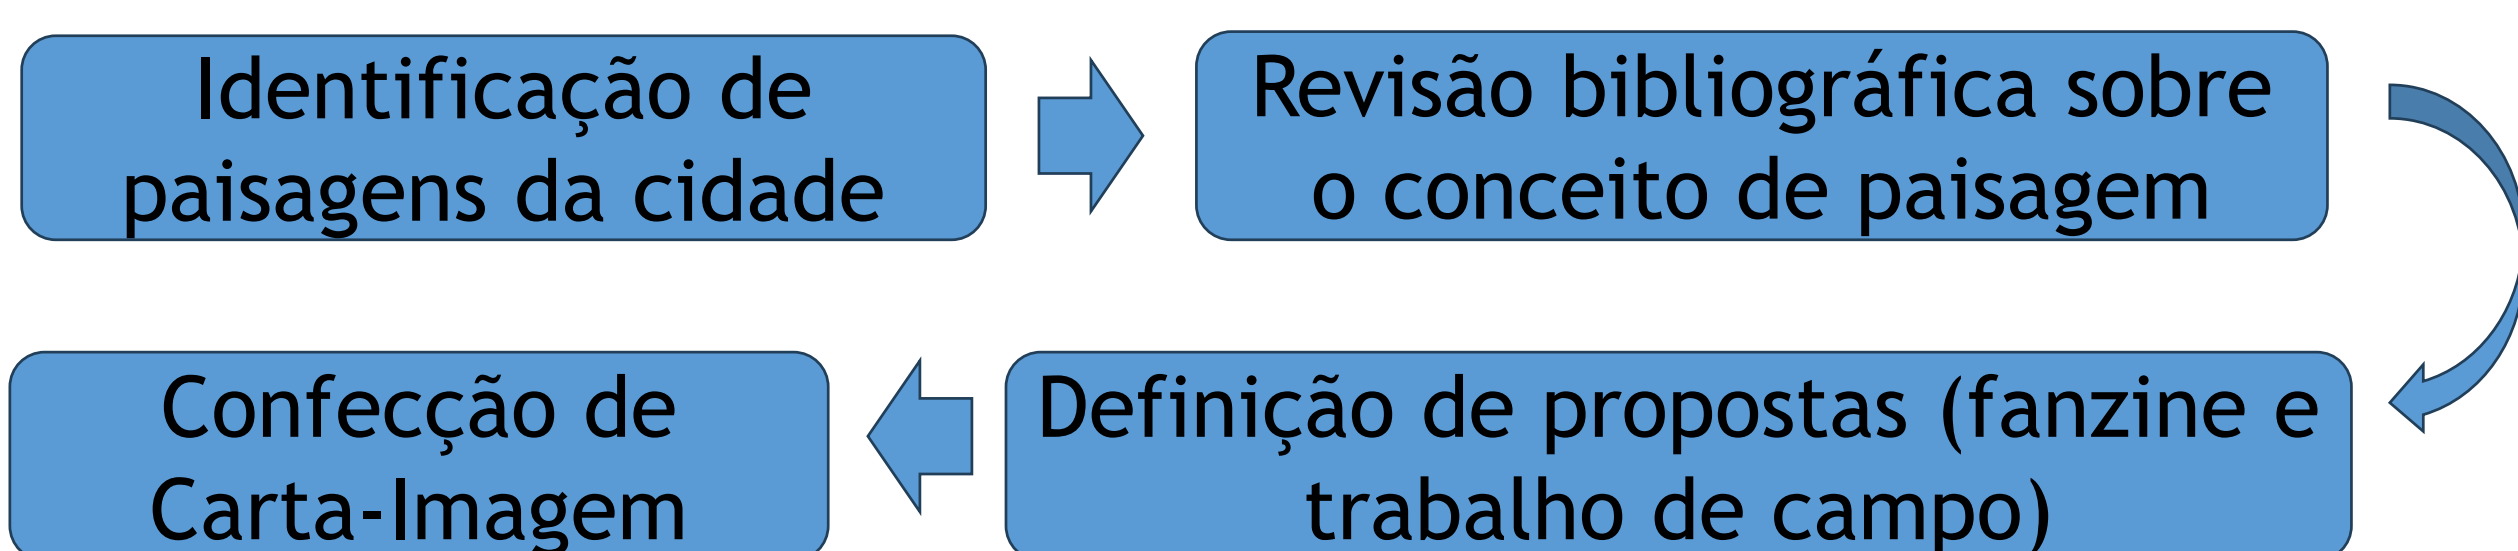 Identificação de
paisagens da cidade
Revisão bibliográfica sobre
o conceito de paisagem
Definição de propostas (fanzine e
trabalho de campo)
Confecção de
Carta-Imagem